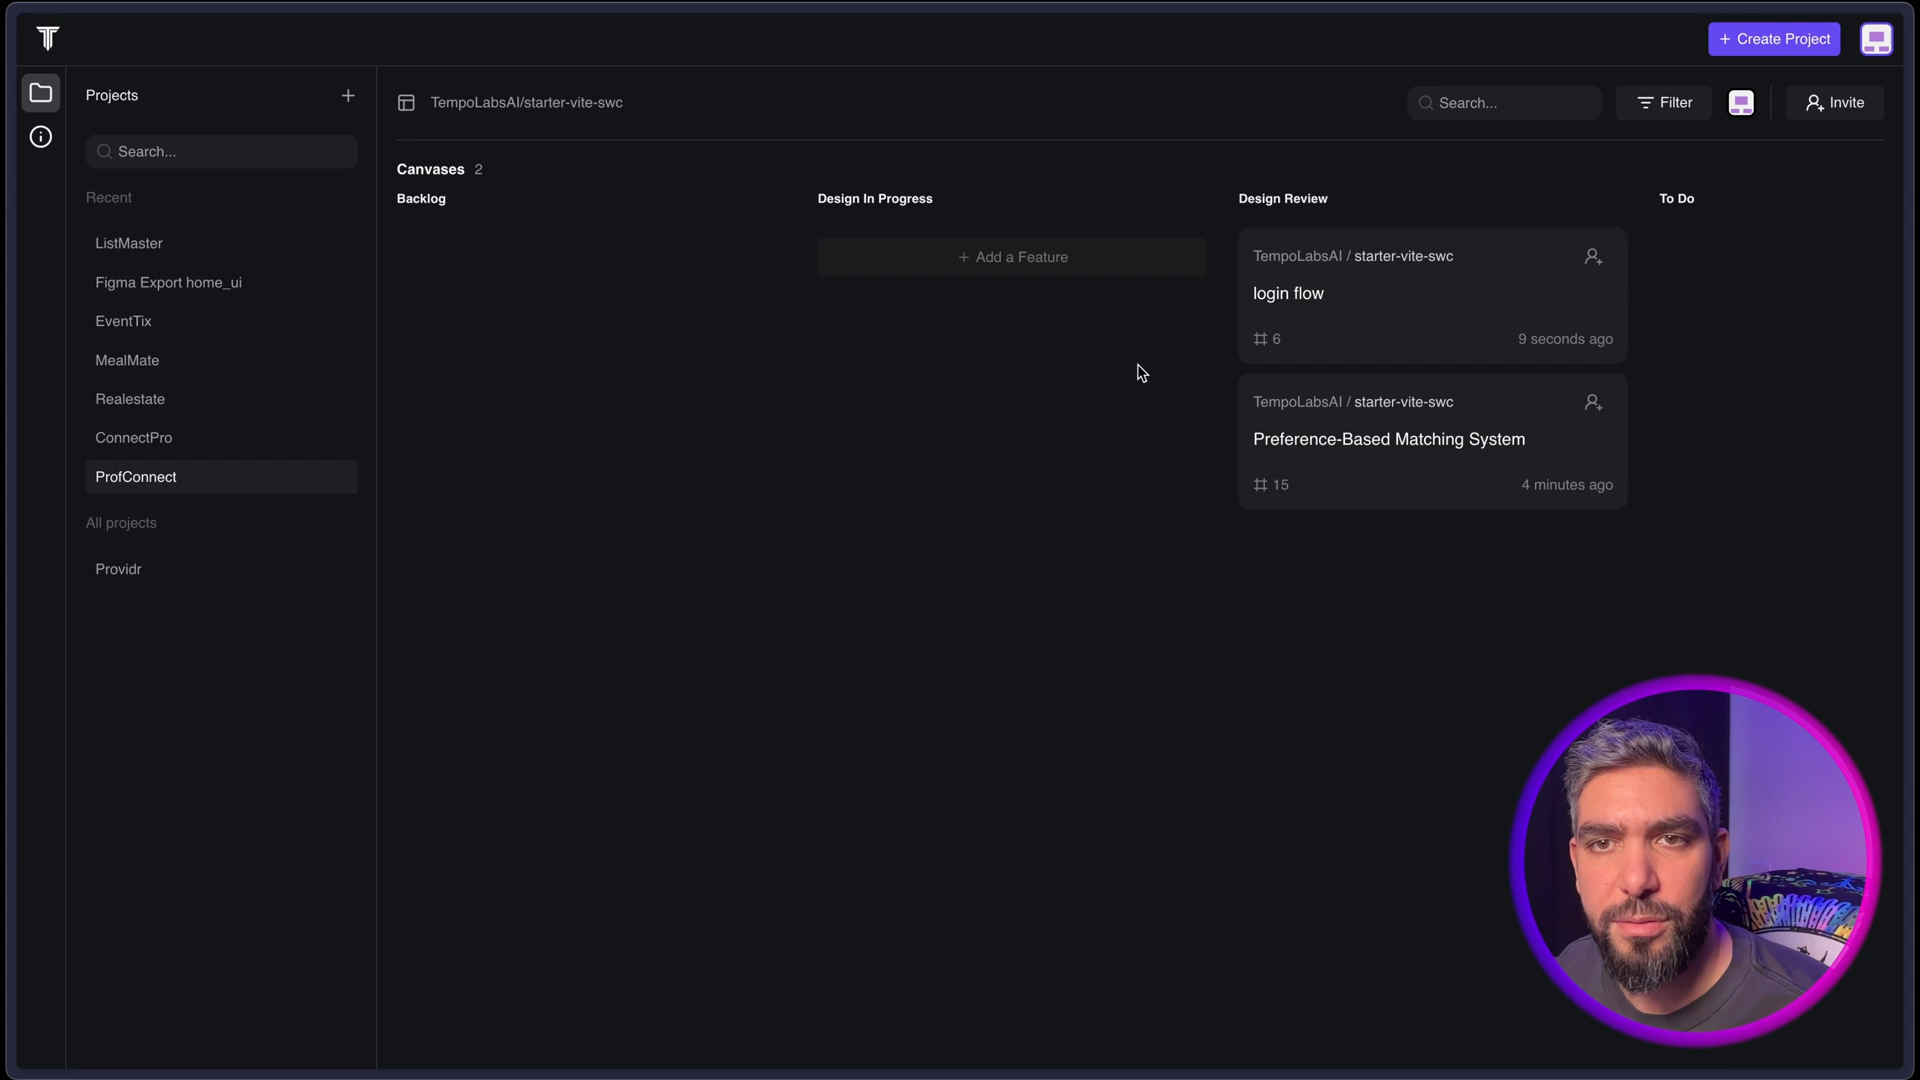 + Create Project
Projects
Search...
Recent
ListMaster
Figma Export home_ui
EventTix
MealMate
Realestate
ConnectPro
ProfConnect
All projects
Providr
TempoLabsAI/starter-vite-swc
Search...
Filter
Invite
Canvases 2
Backlog
Design In Progress
+ Add a Feature
Design Review
TempoLabsAI / starter-vite-swc
login flow
6
9 seconds ago
TempoLabsAI / starter-vite-swc
Preference-Based Matching System
15
4 minutes ago
To Do